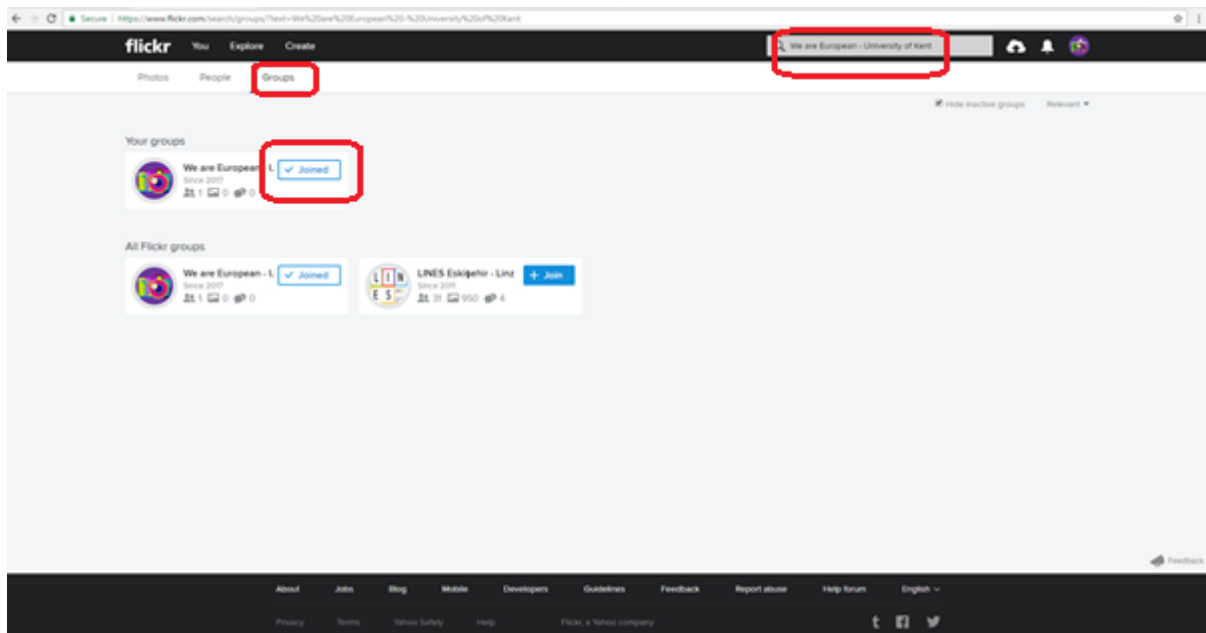 Secure https://www.flickr.com/search/groups/?text=We%20are%20European%20-%20University%20of%20Kent
flickr You Explore Create We are European - University of Kent
Photos People Groups
Hide inactive groups Relevant
Your groups
We are European - U Joined
Since 2017
1 0 0
All Flickr groups
We are European - U Joined LINES Eskişehir - Linz + Join
Since 2017 Since 2011
1 0 0 31 950 4
LINES
Feedback
About Jobs Blog Mobile Developers Guidelines Feedback Report abuse Help forum English
Privacy Terms Yahoo Safety Help Flickr, a Yahoo company